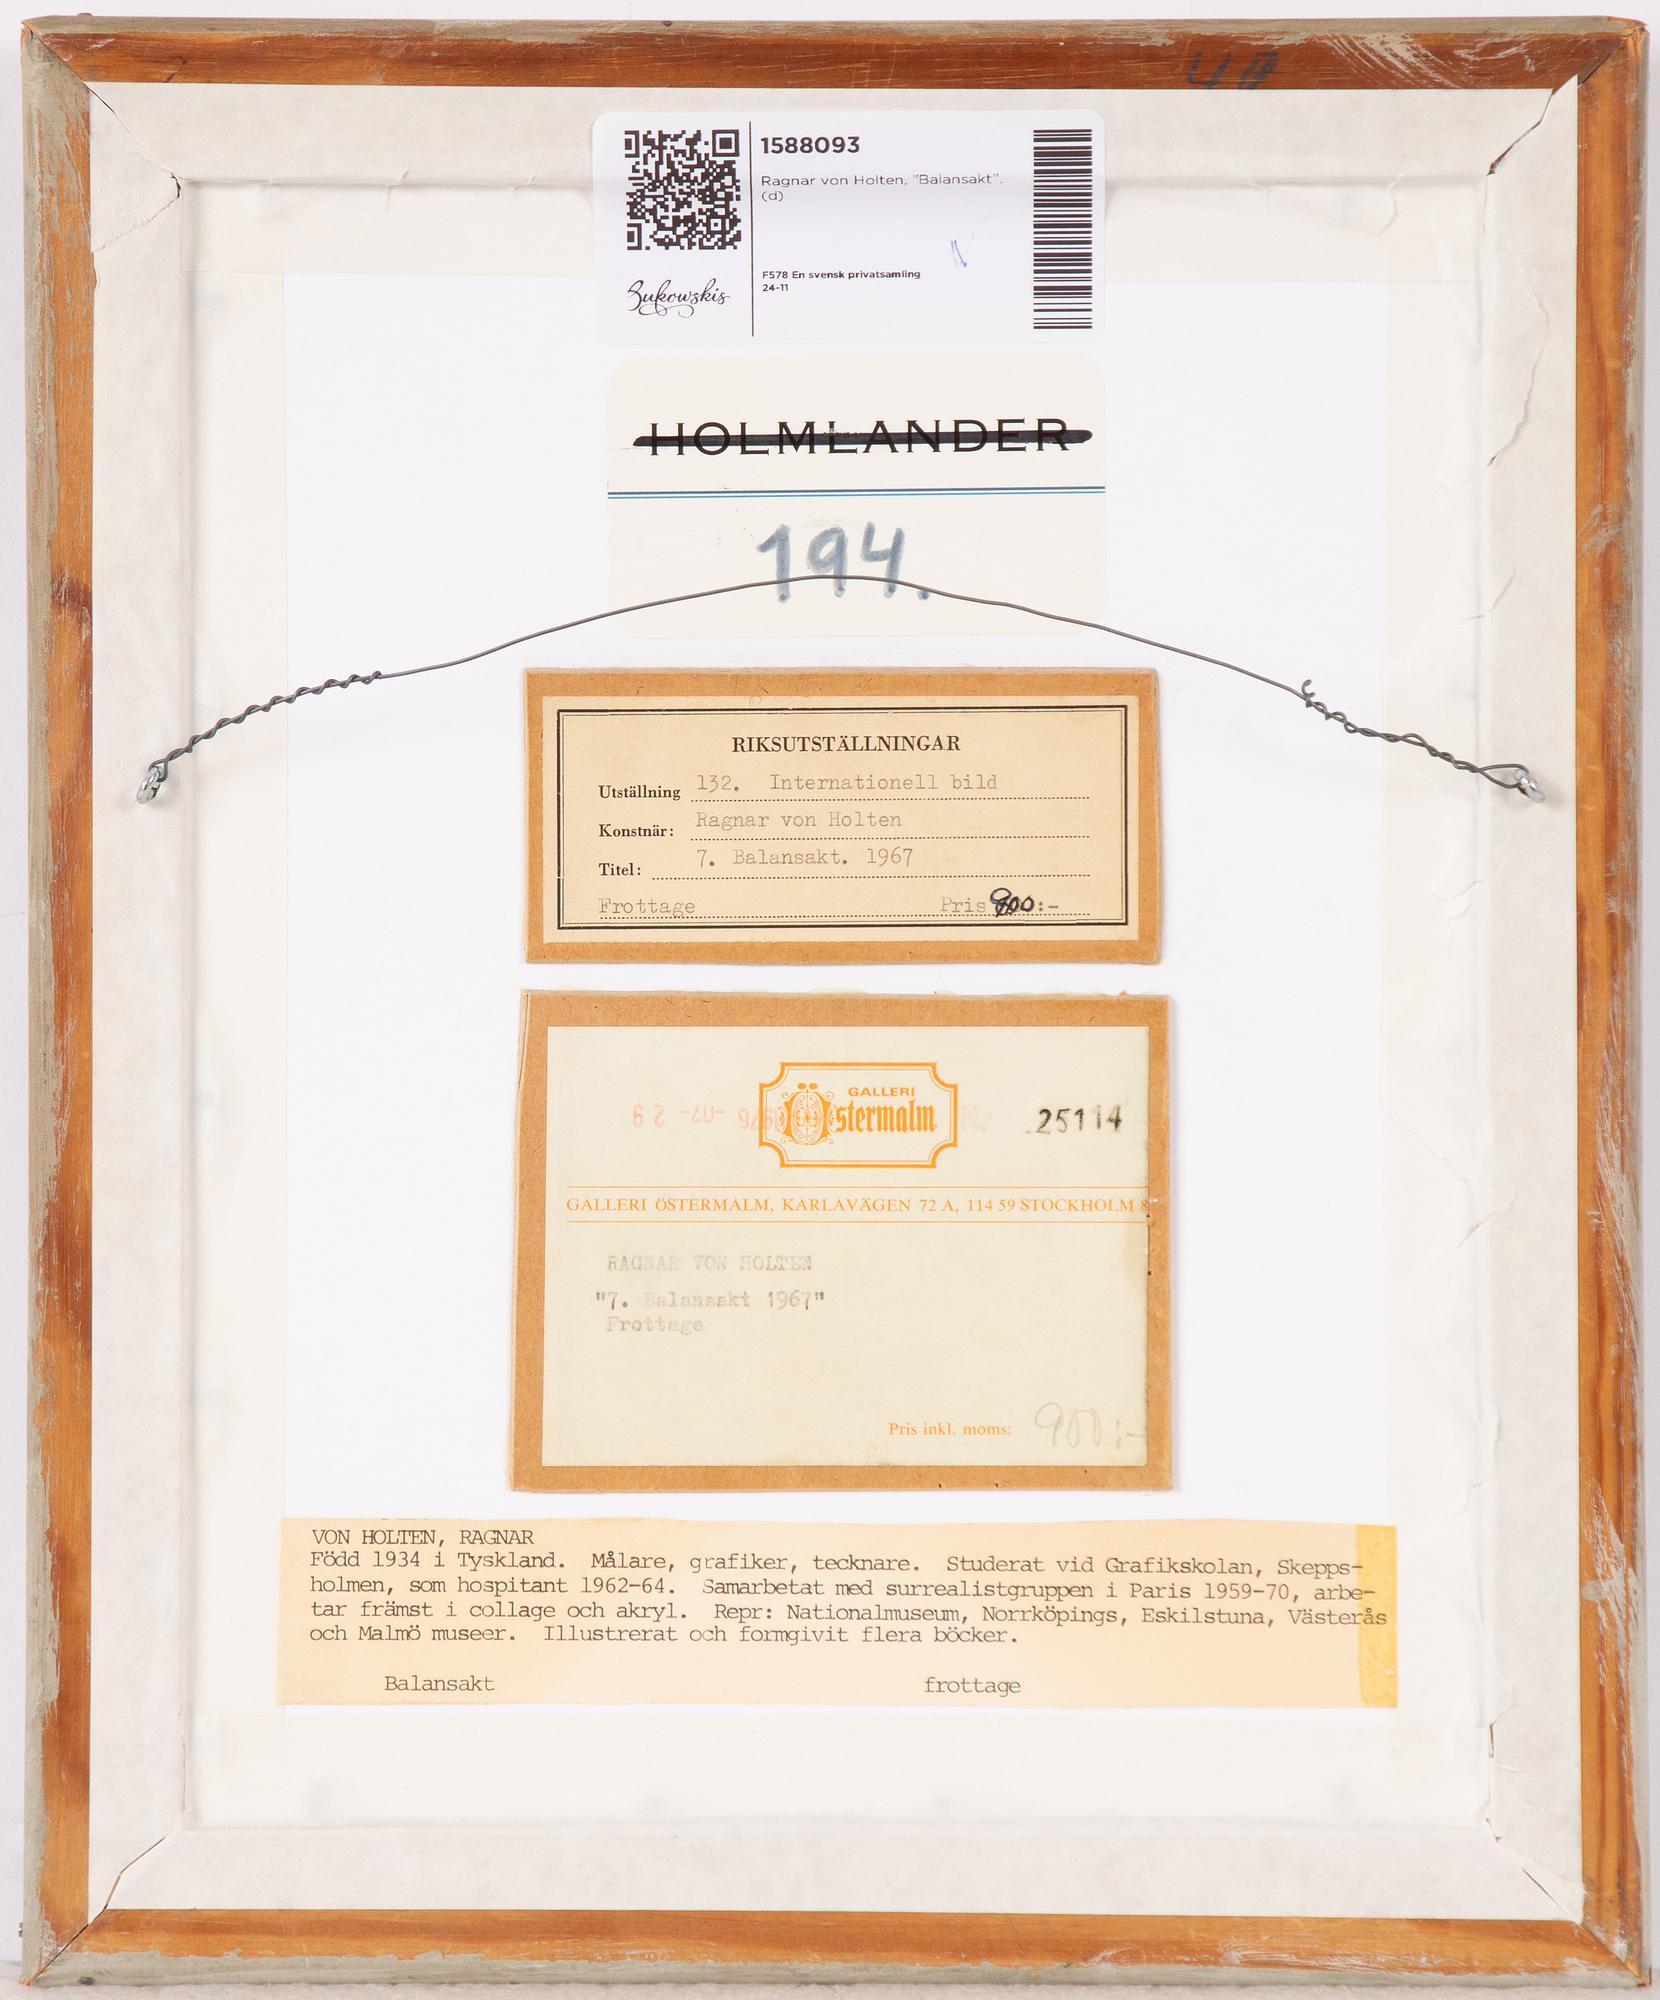 1588093
Ragnar von Holten, "Balansakt".
(d)
F578 En svensk privatsamling
24-11
Bukowskis
HOLMLANDER
194.
RIKSUTSTÄLLNINGAR
Utställning 132. Internationell bild
Konstnär: Ragnar von Holten
Titel: 7. Balansakt. 1967
Frottage Pris 900:-
GALLERI
Östermalm
25114
GALLERI ÖSTERMALM, KARLAVÄGEN 72 A, 114 59 STOCKHOLM 8
RAGNAR VON HOLTEN
"7. Balansakt 1967"
Frottage
Pris inkl. moms: 900:-
VON HOLTEN, RAGNAR
Född 1934 i Tyskland. Målare, grafiker, tecknare. Studerat vid Grafikskolan, Skepps-
holmen, som hospitant 1962-64. Samarbetat med surrealistgruppen i Paris 1959-70, arbe-
tar främst i collage och akryl. Repr: Nationalmuseum, Norrköpings, Eskilstuna, Västerås
och Malmö museer. Illustrerat och formgivit flera böcker.
Balansakt frottage